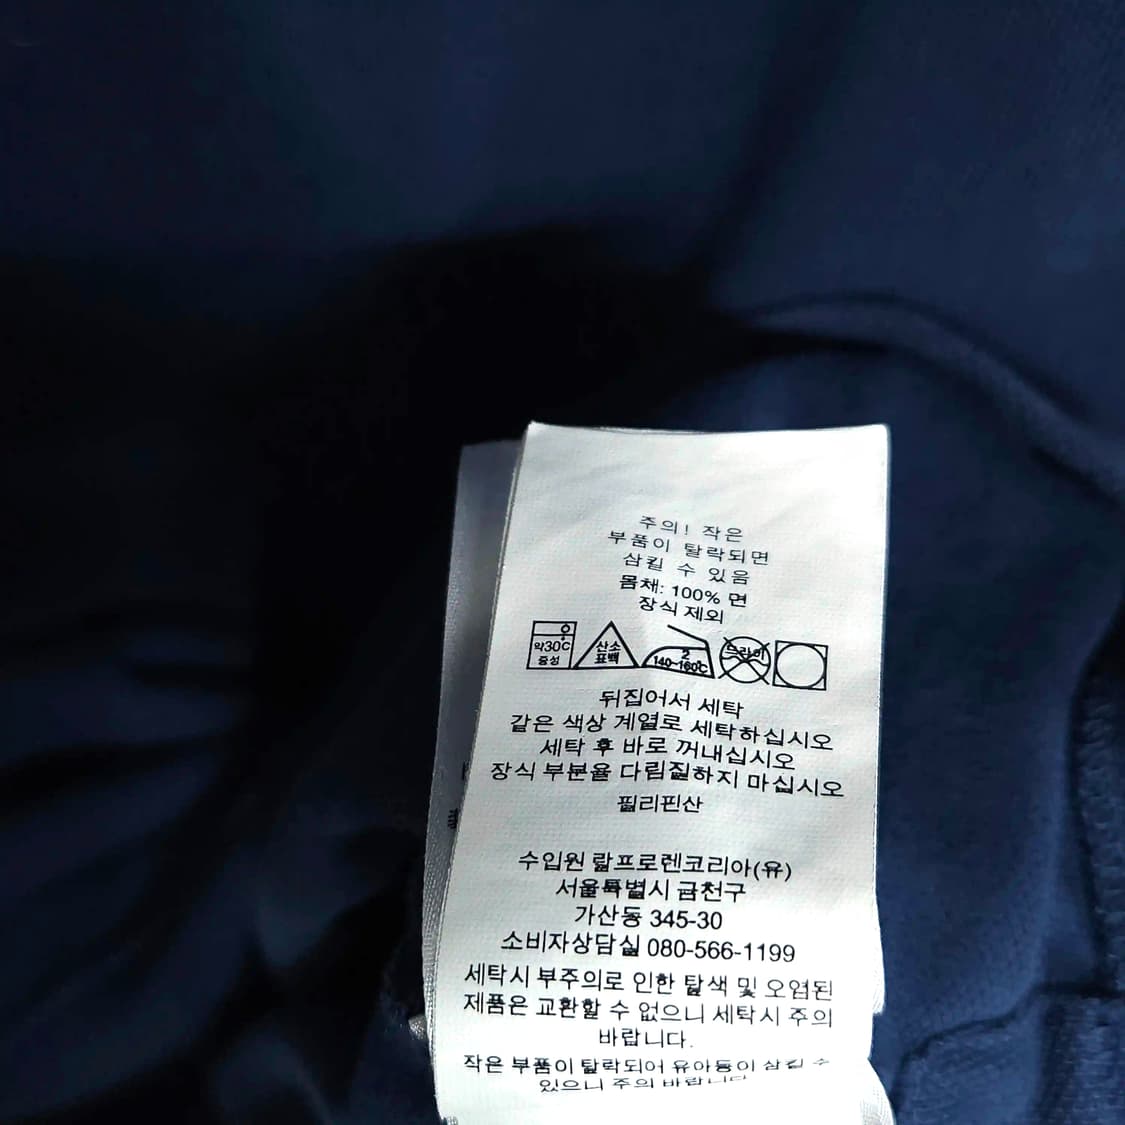 주의! 작은
부품이 탈락되면
삼킬 수 있음
몸채: 100% 면
장식 제외
약30℃
중성
산소
표백
2
140~160℃
드라이
뒤집어서 세탁
같은 색상 계열로 세탁하십시오
세탁 후 바로 꺼내십시오
장식 부분을 다림질하지 마십시오
필리핀산
수입원 랄프로렌코리아(유)
서울특별시 금천구
가산동 345-30
소비자상담실 080-566-1199
세탁시 부주의로 인한 탈색 및 오염된
제품은 교환할 수 없으니 세탁시 주의
바랍니다.
작은 부품이 탈락되어 유아등이 삼킬 수
있으니 주의 바랍니다